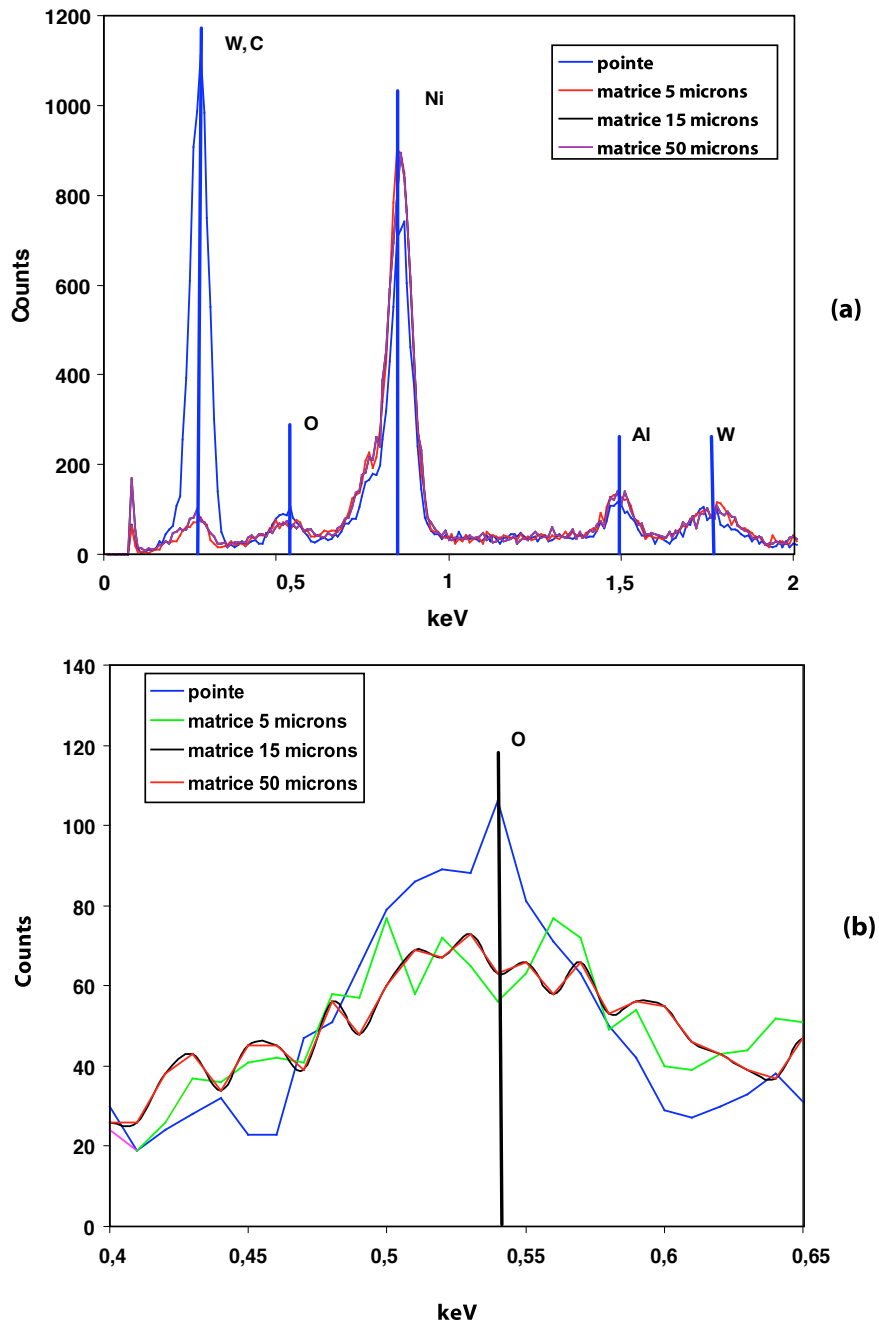 1200
1000
800
600
400
200
0
Counts
W, C
Ni
O
Al
W
pointe
matrice 5 microns
matrice 15 microns
matrice 50 microns
(a)
0
0,5
1
1,5
2
keV
140
120
100
80
60
40
20
0
Counts
pointe
matrice 5 microns
matrice 15 microns
matrice 50 microns
O
(b)
0,4
0,45
0,5
0,55
0,6
0,65
keV